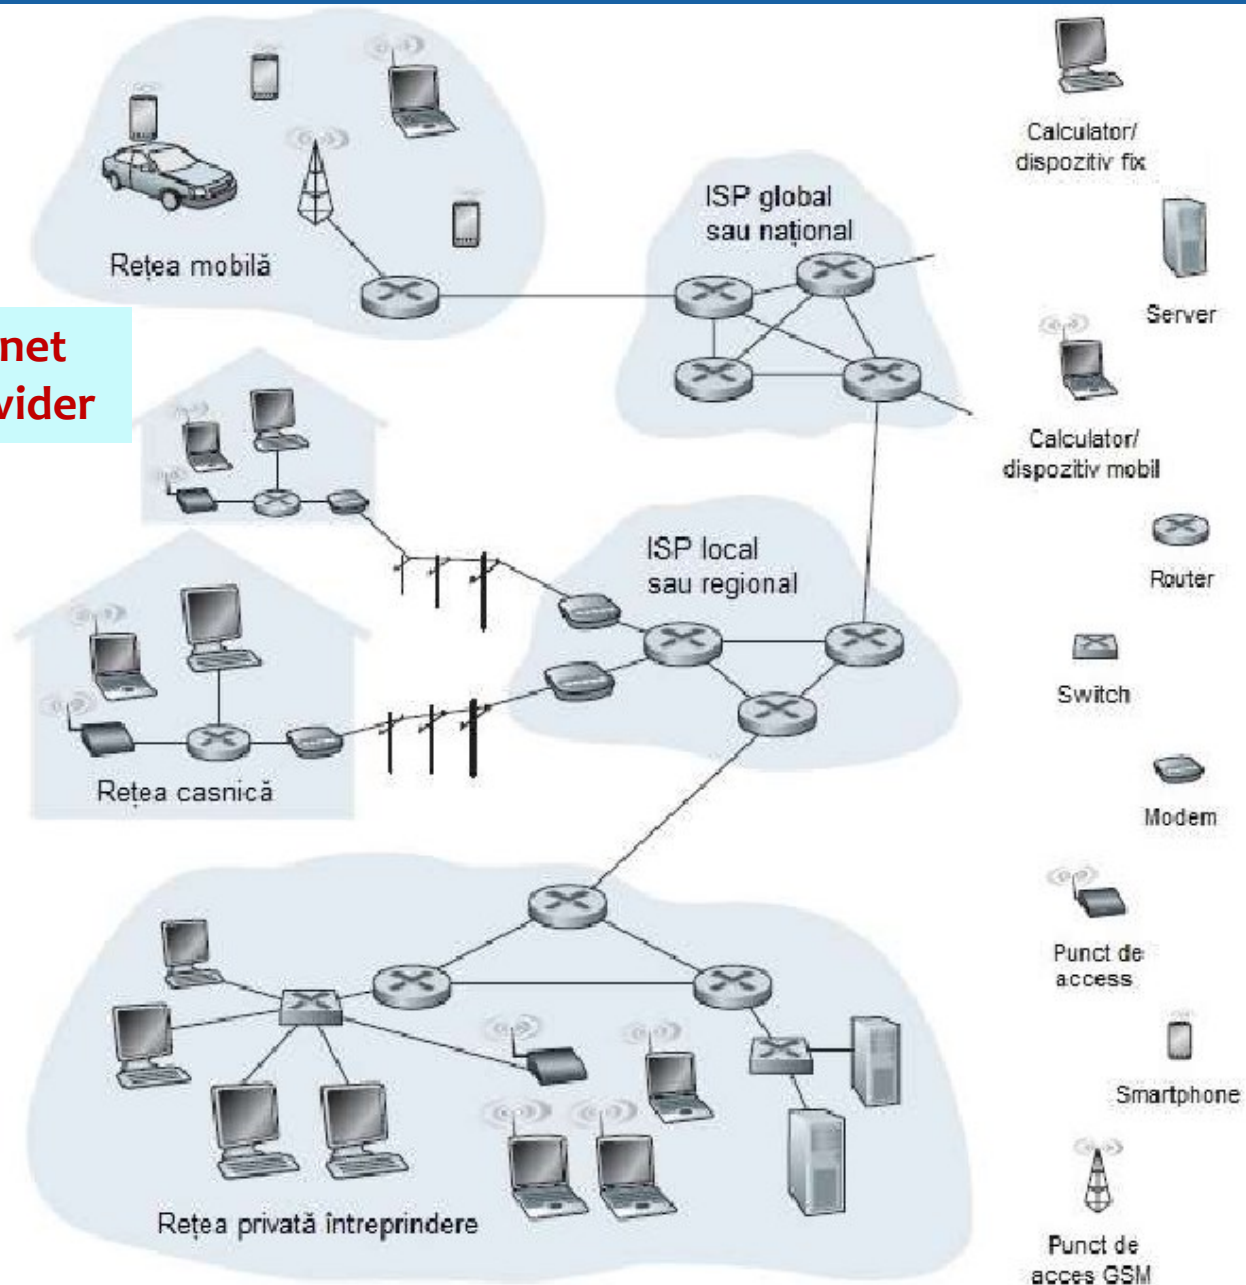 ISP global
sau național
Rețea mobilă
net
vider
ISP local
sau regional
Rețea casnică
Rețea privată întreprindere
Calculator/
dispozitiv fix
Server
Calculator/
dispozitiv mobil
Router
Switch
Modem
Punct de
access
Smartphone
Punct de
acces GSM